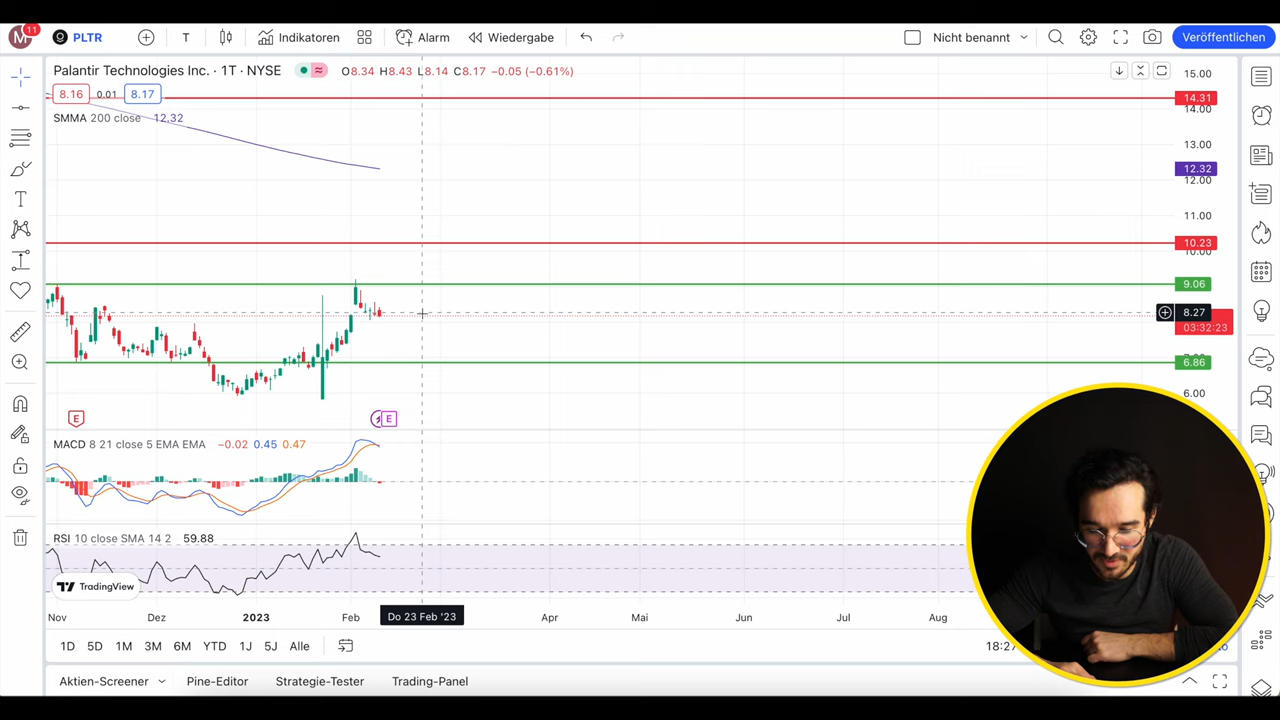 M
11
PLTR
T
Indikatoren
Alarm
Wiedergabe
Nicht benannt
Veröffentlichen
Palantir Technologies Inc. · 1T · NYSE
O8.34 H8.43 L8.14 C8.17 −0.05 (−0.61%)
8.16 0.01 8.17
SMMA 200 close 12.32
15.00
14.31
14.00
13.00
12.32
12.00
11.00
10.23
10.00
9.06
8.27
03:32:23
6.86
6.00
E
E
MACD 8 21 close 5 EMA EMA −0.02 0.45 0.47
RSI 10 close SMA 14 2 59.88
TradingView
Nov Dez 2023 Feb Do 23 Feb '23 Apr Mai Jun Jul Aug
1D 5D 1M 3M 6M YTD 1J 5J Alle
18:27
Aktien-Screener Pine-Editor Strategie-Tester Trading-Panel